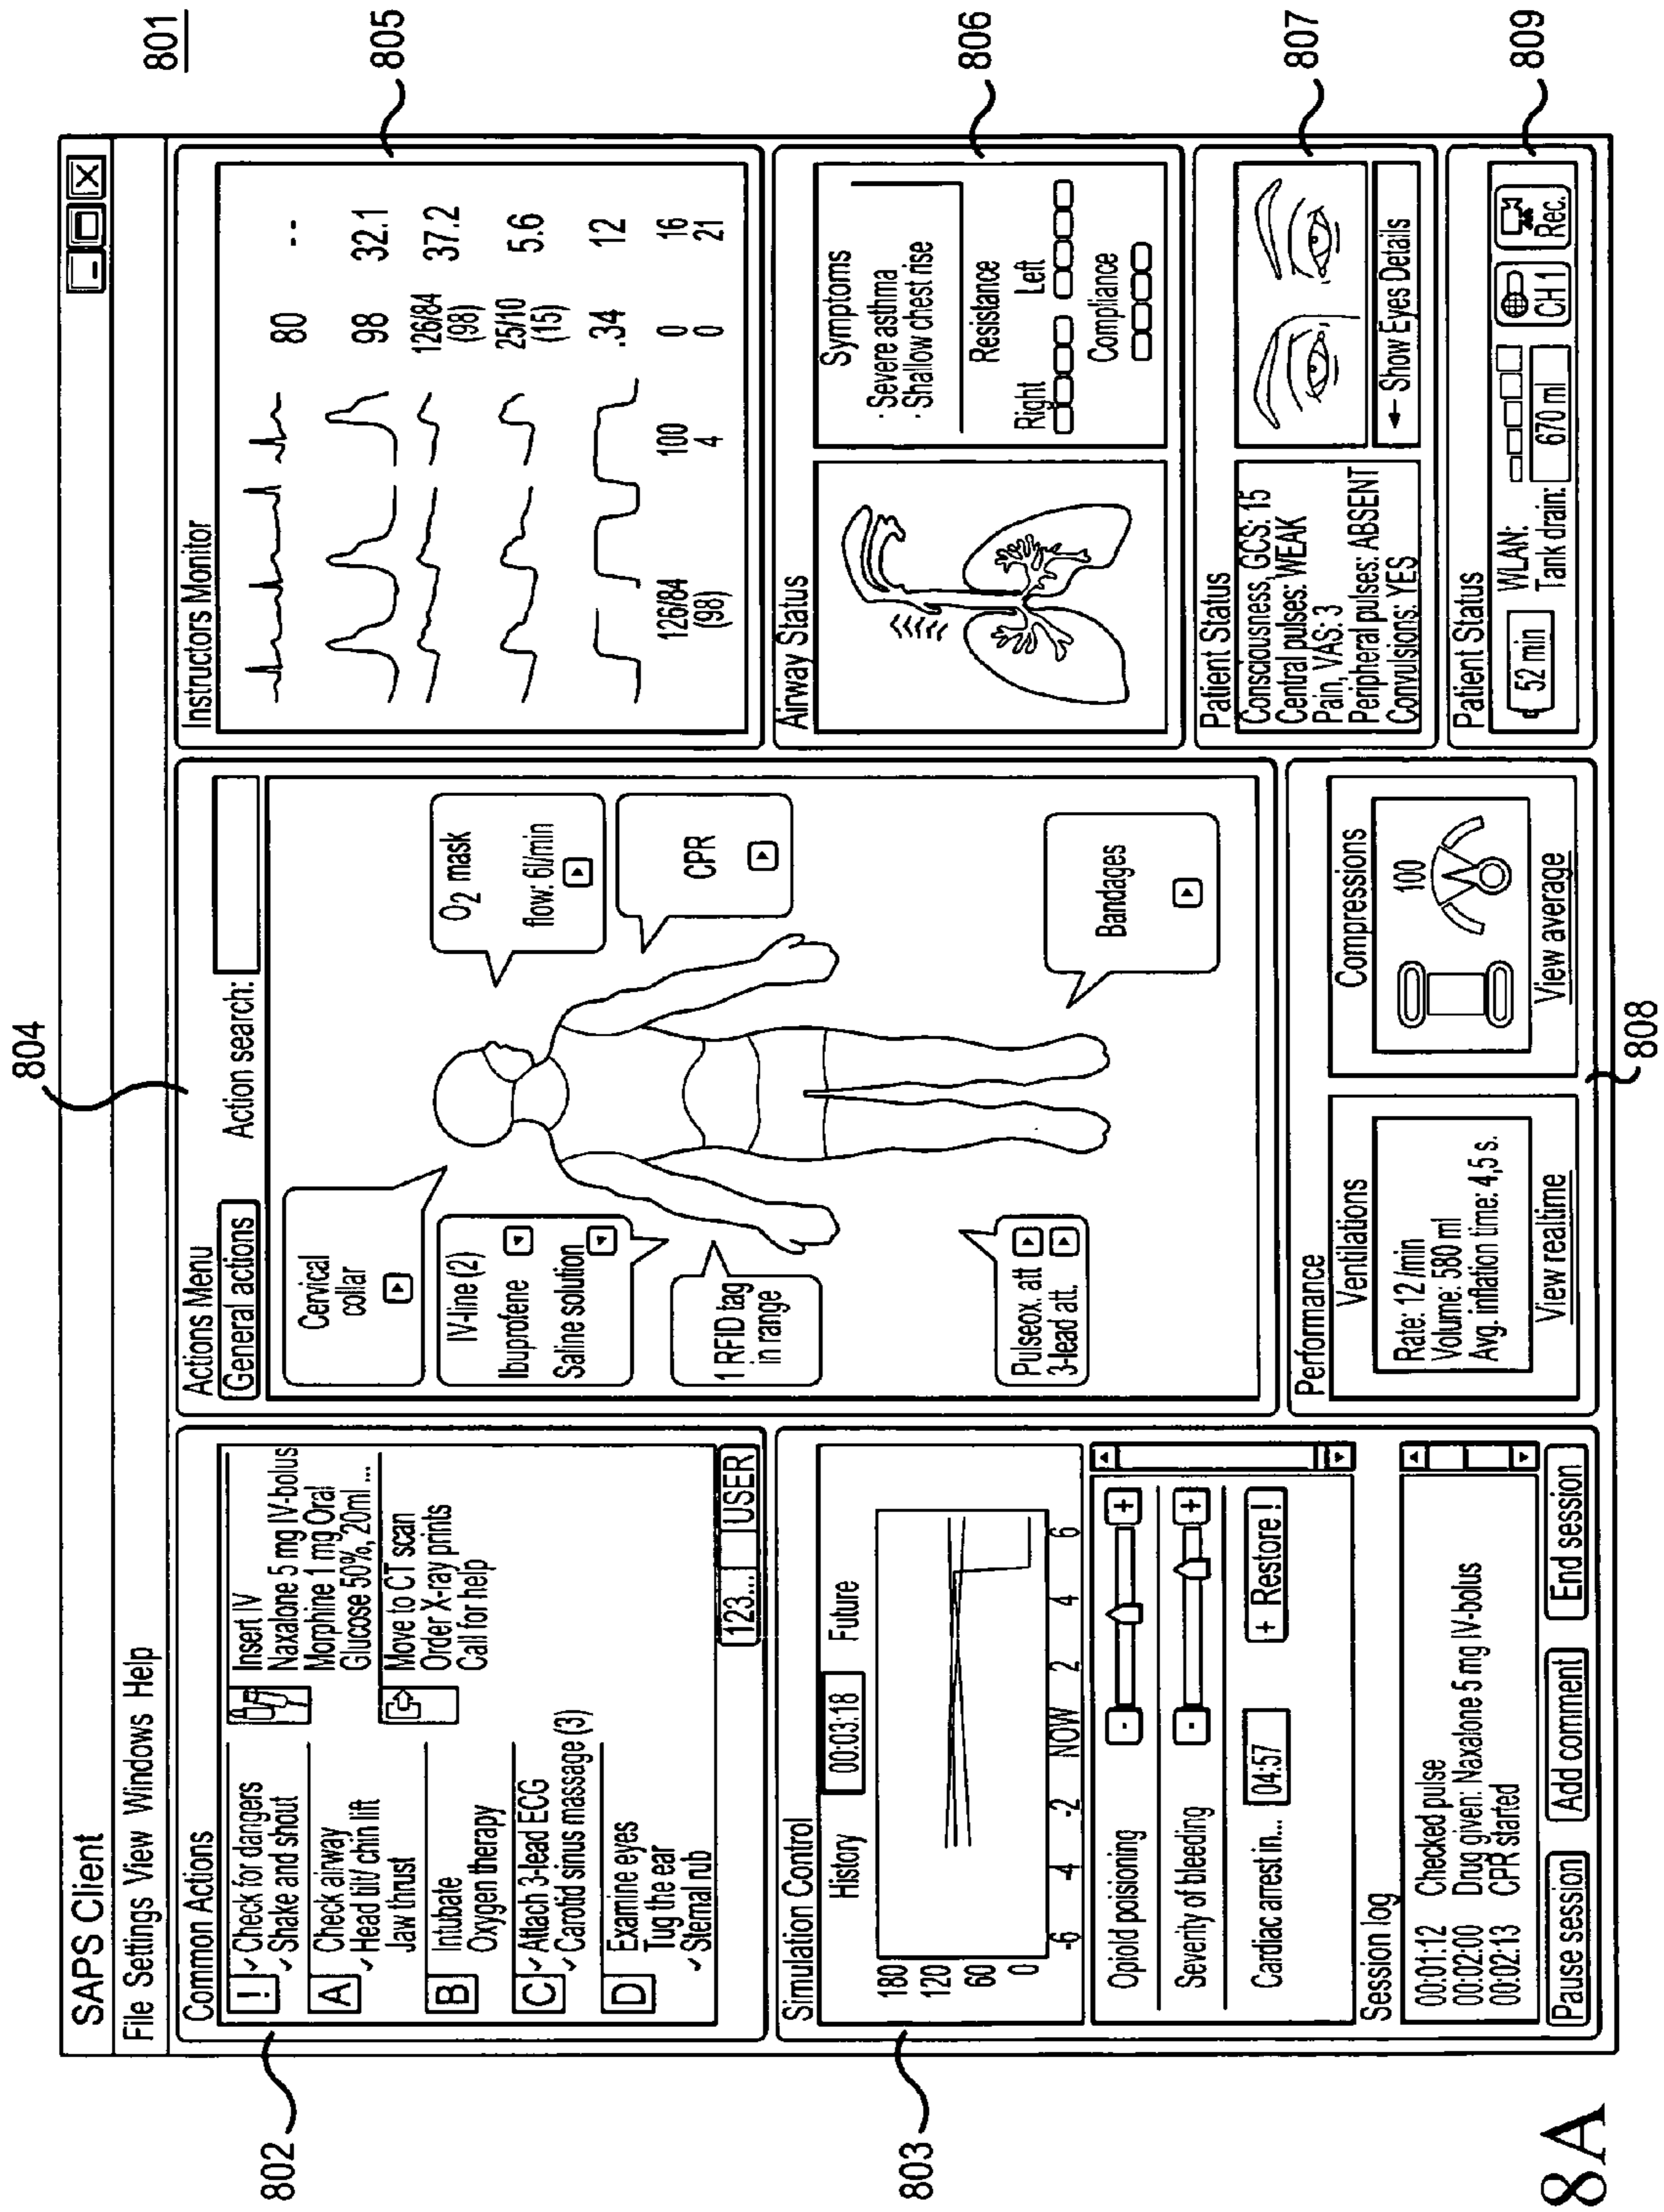 801
SAPS Client
File Settings View Windows Help
802
Common Actions
! ✓ Check for dangers
✓ Shake and shout
A Check airway
✓ Head tilt/ chin lift
Jaw thrust
B Intubate
Oxygen therapy
C ✓ Attach 3-lead ECG
✓ Carotid sinus massage (3)
D Examine eyes
Tug the ear
✓ Sternal rub
Insert IV
Naxalone 5 mg IV-bolus
Morphine 1 mg Oral
Glucose 50%, 20ml...
Move to CT scan
Order X-ray prints
Call for help
123... USER
803
Simulation Control
History 00:03:18 Future
180
120
60
0
-6 -4 -2 NOW 2 4 6
Opioid poisioning - +
Severity of bleeding - +
Cardiac arrest in... 04:57 + Restore !
Session log
00:01:12 Checked pulse
00:02:00 Drug given: Naxalone 5 mg IV-bolus
00:02:13 CPR started
Pause session Add comment End session
804
Actions Menu
General actions Action search:
Cervical
collar
IV-line (2)
Ibuprofene
Saline solution
1 RFID tag
in range
Pulseox. att
3-lead att.
O2 mask
flow: 6l/min
CPR
Bandages
Performance
Ventilations
Rate: 12 /min
Volume: 580 ml
Avg. inflation time: 4,5 s.
View realtime
Compressions
100
View average
808
805
Instructors Monitor
80 --
98 32.1
126/84 37.2
(98)
25/10 5.6
(15)
.34 12
126/84 100 0 16
(98) 4 0 21
806
Airway Status
Symptoms
: Severe asthma
: Shallow chest rise
Resistance
Right Left
Compliance
807
Patient Status
Consciousness, GCS: 15
Central pulses: WEAK
Pain, VAS: 3
Peripheral pulses: ABSENT
Convulsions: YES
← Show Eyes Details
809
Patient Status
52 min
WLAN:
Tank drain: 670 ml
CH 1
Rec.
8A